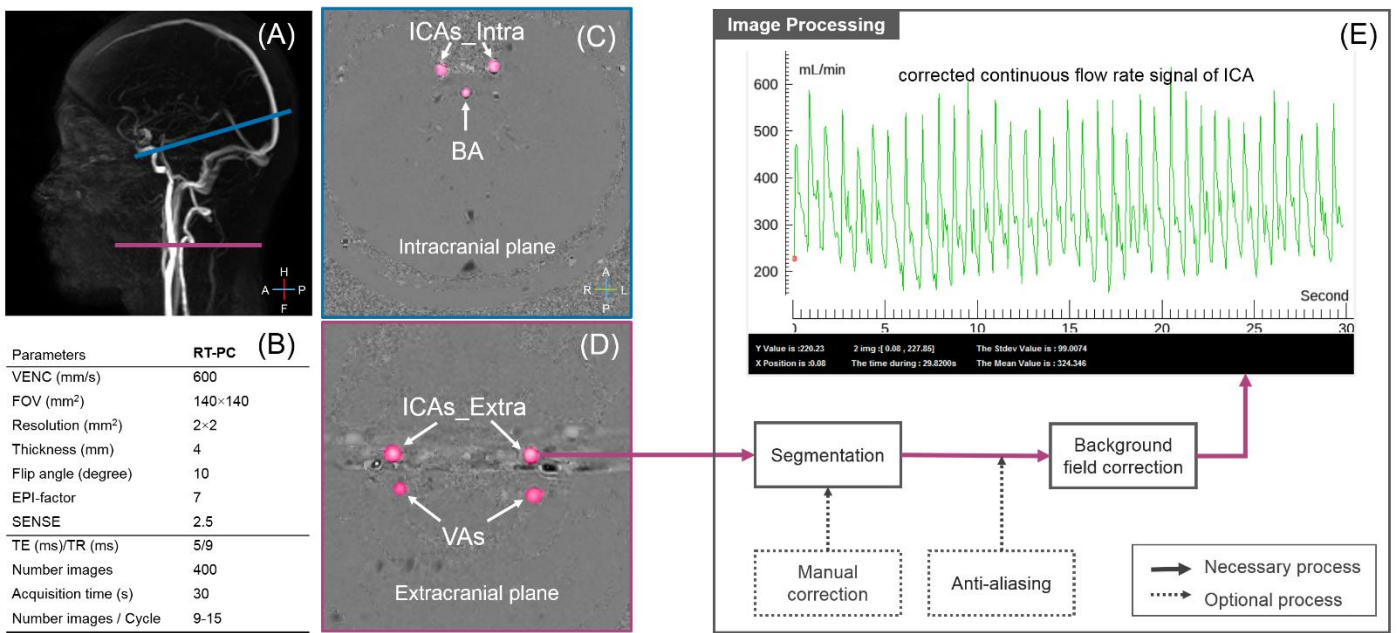 (A)
H
A P
F
(B)
Parameters RT-PC
VENC (mm/s) 600
FOV (mm²) 140×140
Resolution (mm²) 2×2
Thickness (mm) 4
Flip angle (degree) 10
EPI-factor 7
SENSE 2.5
TE (ms)/TR (ms) 5/9
Number images 400
Acquisition time (s) 30
Number images / Cycle 9-15
(C)
ICAs_Intra
BA
Intracranial plane
A
R L
P
(D)
ICAs_Extra
VAs
Extracranial plane
Image Processing
(E)
mL/min
corrected continuous flow rate signal of ICA
600
500
400
300
200
Second
0 5 10 15 20 25 30
Y Value is :220.23 2 img :[ 0.08 , 227.85] The Stdev Value is : 99.0074
X Position is :0.08 The time during : 29.8200s The Mean Value is : 324.346
Segmentation
Background
field correction
Manual
correction
Anti-aliasing
Necessary process
Optional process